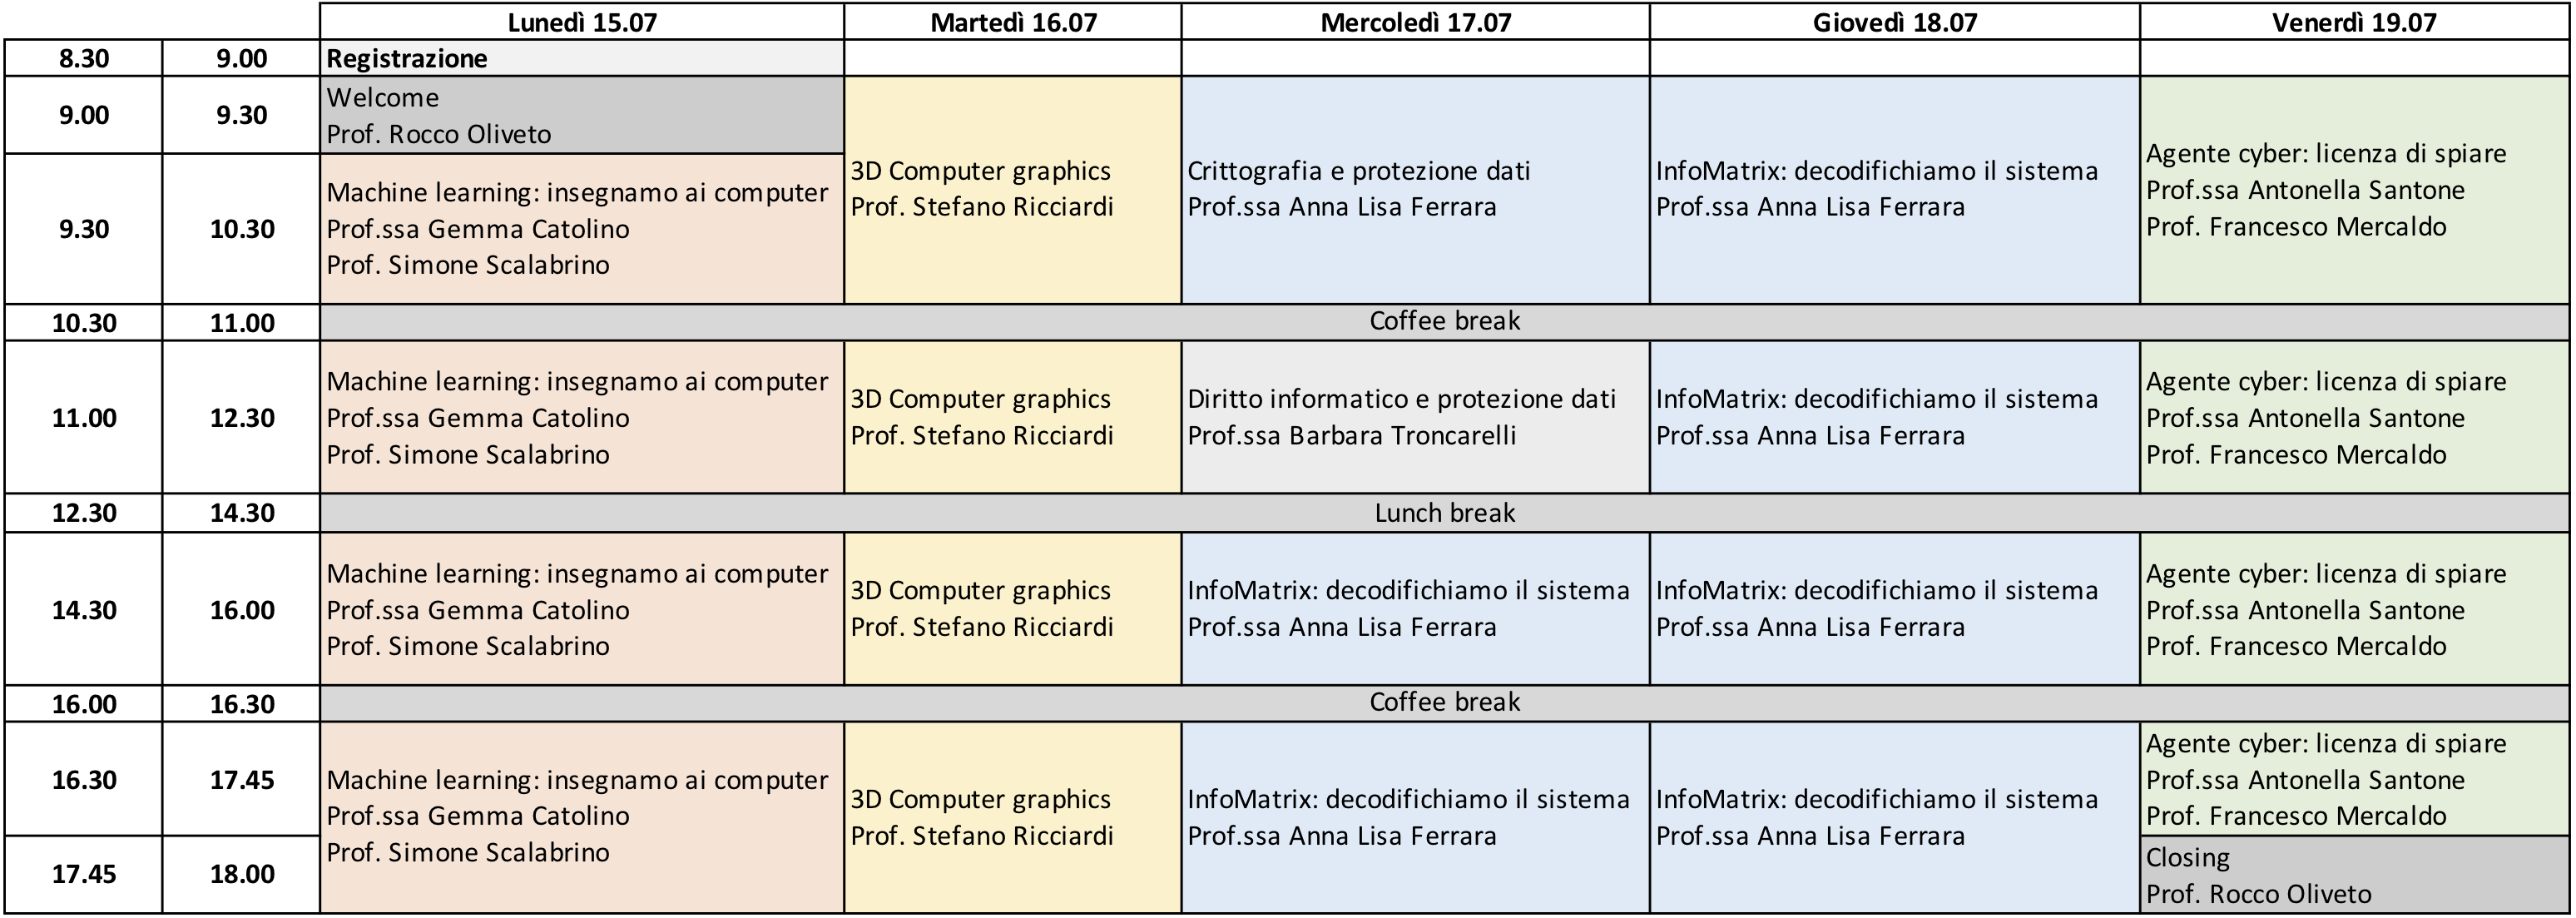 Lunedì 15.07 Martedì 16.07 Mercoledì 17.07 Giovedì 18.07 Venerdì 19.07
8.30 9.00 Registrazione
9.00 9.30
Welcome
Prof. Rocco Oliveto
9.30 10.30
Machine learning: insegnamo ai computer
Prof.ssa Gemma Catolino
Prof. Simone Scalabrino
3D Computer graphics
Prof. Stefano Ricciardi
Crittografia e protezione dati
Prof.ssa Anna Lisa Ferrara
InfoMatrix: decodifichiamo il sistema
Prof.ssa Anna Lisa Ferrara
Agente cyber: licenza di spiare
Prof.ssa Antonella Santone
Prof. Francesco Mercaldo
10.30 11.00 Coffee break
11.00 12.30
Machine learning: insegnamo ai computer
Prof.ssa Gemma Catolino
Prof. Simone Scalabrino
3D Computer graphics
Prof. Stefano Ricciardi
Diritto informatico e protezione dati
Prof.ssa Barbara Troncarelli
InfoMatrix: decodifichiamo il sistema
Prof.ssa Anna Lisa Ferrara
Agente cyber: licenza di spiare
Prof.ssa Antonella Santone
Prof. Francesco Mercaldo
12.30 14.30 Lunch break
14.30 16.00
Machine learning: insegnamo ai computer
Prof.ssa Gemma Catolino
Prof. Simone Scalabrino
3D Computer graphics
Prof. Stefano Ricciardi
InfoMatrix: decodifichiamo il sistema
Prof.ssa Anna Lisa Ferrara
InfoMatrix: decodifichiamo il sistema
Prof.ssa Anna Lisa Ferrara
Agente cyber: licenza di spiare
Prof.ssa Antonella Santone
Prof. Francesco Mercaldo
16.00 16.30 Coffee break
16.30 17.45
Machine learning: insegnamo ai computer
Prof.ssa Gemma Catolino
Prof. Simone Scalabrino
3D Computer graphics
Prof. Stefano Ricciardi
InfoMatrix: decodifichiamo il sistema
Prof.ssa Anna Lisa Ferrara
InfoMatrix: decodifichiamo il sistema
Prof.ssa Anna Lisa Ferrara
Agente cyber: licenza di spiare
Prof.ssa Antonella Santone
Prof. Francesco Mercaldo
17.45 18.00
Closing
Prof. Rocco Oliveto